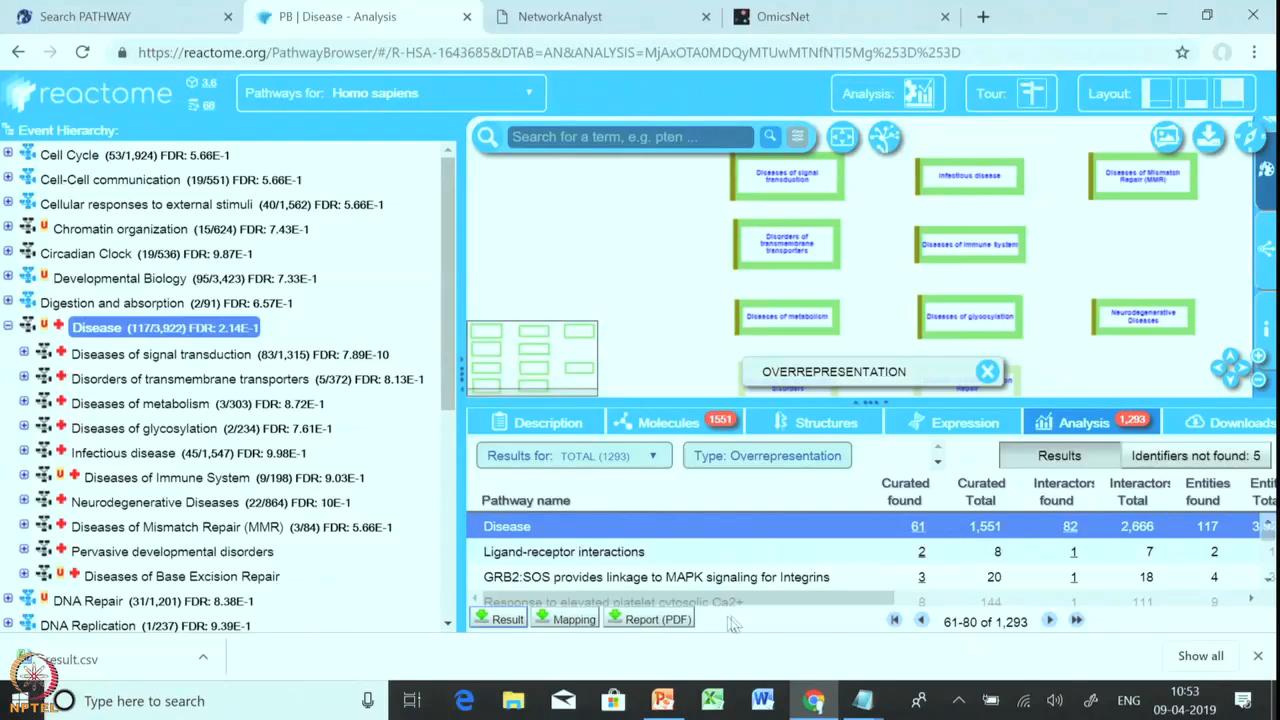 Search PATHWAY
PB | Disease - Analysis
NetworkAnalyst
OmicsNet
https://reactome.org/PathwayBrowser/#/R-HSA-1643685&DTAB=AN&ANALYSIS=MjAxOTA0MDQyMTUwMTNfNTI5Mg%253D%253D
reactome
3.6
68
Pathways for: Homo sapiens
Analysis:
Tour:
Layout:
Event Hierarchy:
Cell Cycle (53/1,924) FDR: 5.66E-1
Cell-Cell communication (19/551) FDR: 5.66E-1
Cellular responses to external stimuli (40/1,562) FDR: 5.66E-1
Chromatin organization (15/624) FDR: 7.43E-1
Circadian Clock (19/536) FDR: 9.87E-1
Developmental Biology (95/3,423) FDR: 7.33E-1
Digestion and absorption (2/91) FDR: 6.57E-1
Disease (117/3,922) FDR: 2.14E-1
Diseases of signal transduction (83/1,315) FDR: 7.89E-10
Disorders of transmembrane transporters (5/372) FDR: 8.13E-1
Diseases of metabolism (3/303) FDR: 8.72E-1
Diseases of glycosylation (2/234) FDR: 7.61E-1
Infectious disease (45/1,547) FDR: 9.98E-1
Diseases of Immune System (9/198) FDR: 9.03E-1
Neurodegenerative Diseases (22/864) FDR: 10E-1
Diseases of Mismatch Repair (MMR) (3/84) FDR: 5.66E-1
Pervasive developmental disorders
Diseases of Base Excision Repair
DNA Repair (31/1,201) FDR: 8.38E-1
DNA Replication (1/237) FDR: 9.39E-1
Search for a term, e.g. pten ...
Diseases of signal transduction
Infectious disease
Diseases of Mismatch Repair (MMR)
Disorders of transmembrane transporters
Diseases of Immune System
Diseases of metabolism
Diseases of glycosylation
Neurodegenerative Diseases
OVERREPRESENTATION
Description
Molecules 1551
Structures
Expression
Analysis 1,293
Downloads
Results for: TOTAL (1293)
Type: Overrepresentation
Results
Identifiers not found: 5
Pathway name
Curated found
Curated Total
Interactors found
Interactors Total
Entities found
Disease 61 1,551 82 2,666 117
Ligand-receptor interactions 2 8 1 7 2
GRB2:SOS provides linkage to MAPK signaling for Integrins 3 20 1 18 4
Response to elevated platelet cytosolic Ca2+ 8 144 1 111 9
Result
Mapping
Report (PDF)
61-80 of 1,293
result.csv
Show all
NPTEL
Type here to search
ENG
10:53
09-04-2019